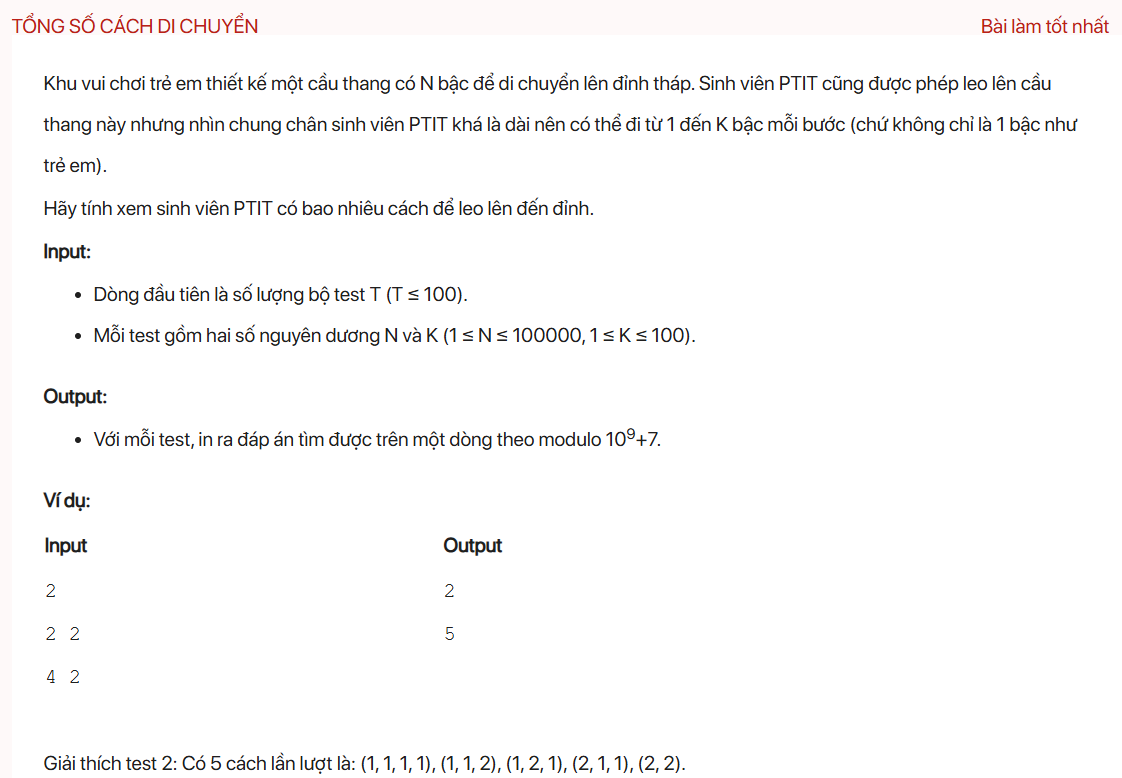 TỔNG SỐ CÁCH DI CHUYỂN
Bài làm tốt nhất
Khu vui chơi trẻ em thiết kế một cầu thang có N bậc để di chuyển lên đỉnh tháp. Sinh viên PTIT cũng được phép leo lên cầu
thang này nhưng nhìn chung chân sinh viên PTIT khá là dài nên có thể đi từ 1 đến K bậc mỗi bước (chứ không chỉ là 1 bậc như
trẻ em).
Hãy tính xem sinh viên PTIT có bao nhiêu cách để leo lên đến đỉnh.
Input:
• Dòng đầu tiên là số lượng bộ test T (T ≤ 100).
• Mỗi test gồm hai số nguyên dương N và K (1 ≤ N ≤ 100000, 1 ≤ K ≤ 100).
Output:
• Với mỗi test, in ra đáp án tìm được trên một dòng theo modulo 10⁹+7.
Ví dụ:
Input Output
2 2
2 2 5
4 2
Giải thích test 2: Có 5 cách lần lượt là: (1, 1, 1, 1), (1, 1, 2), (1, 2, 1), (2, 1, 1), (2, 2).